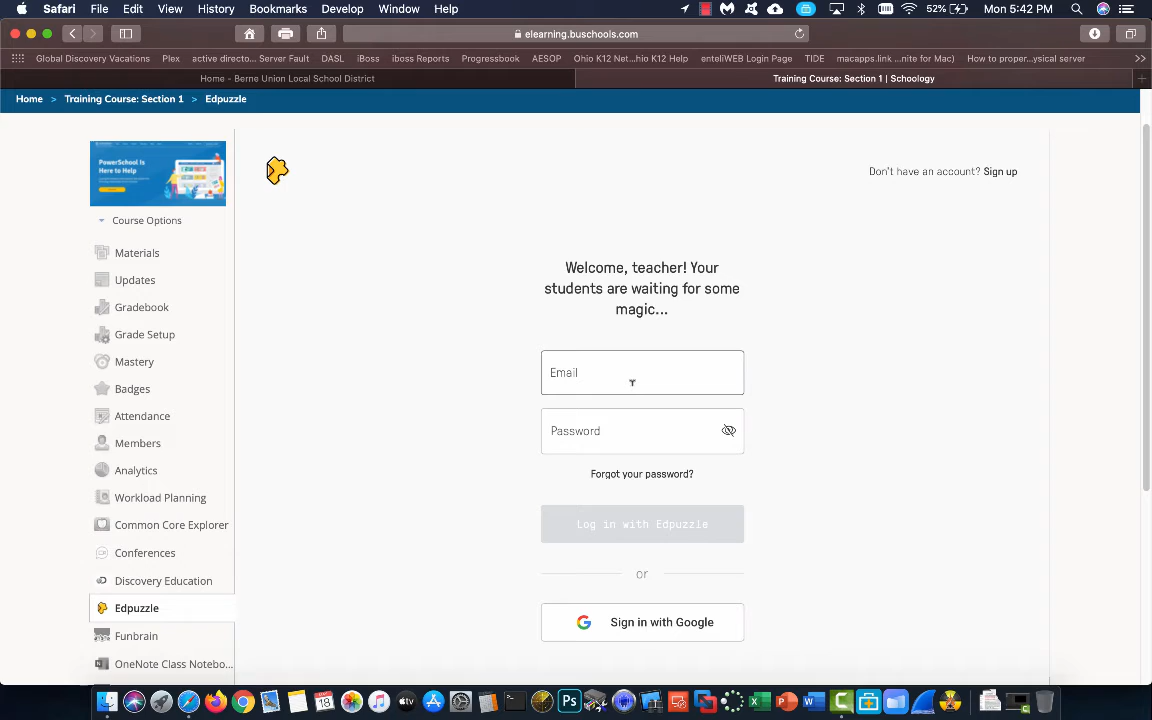 Safari File Edit View History Bookmarks Develop Window Help 52% Mon 5:42 PM
elearning.buschools.com
Global Discovery Vacations Plex active directo... Server Fault DASL iBoss iboss Reports Progressbook AESOP Ohio K12 Net...hio K12 Help enteliWEB Login Page TIDE macapps.link ...nite for Mac) How to proper...ysical server
Home - Berne Union Local School District Training Course: Section 1 | Schoology
Home > Training Course: Section 1 > Edpuzzle
Don't have an account? Sign up
PowerSchool Is
Here to Help
Course Options
Materials
Updates
Gradebook
Grade Setup
Mastery
Badges
Attendance
Members
Analytics
Workload Planning
Common Core Explorer
Conferences
Discovery Education
Edpuzzle
Funbrain
OneNote Class Notebo...
Welcome, teacher! Your
students are waiting for some
magic...
Email
Password
Forgot your password?
Log in with Edpuzzle
or
Sign in with Google